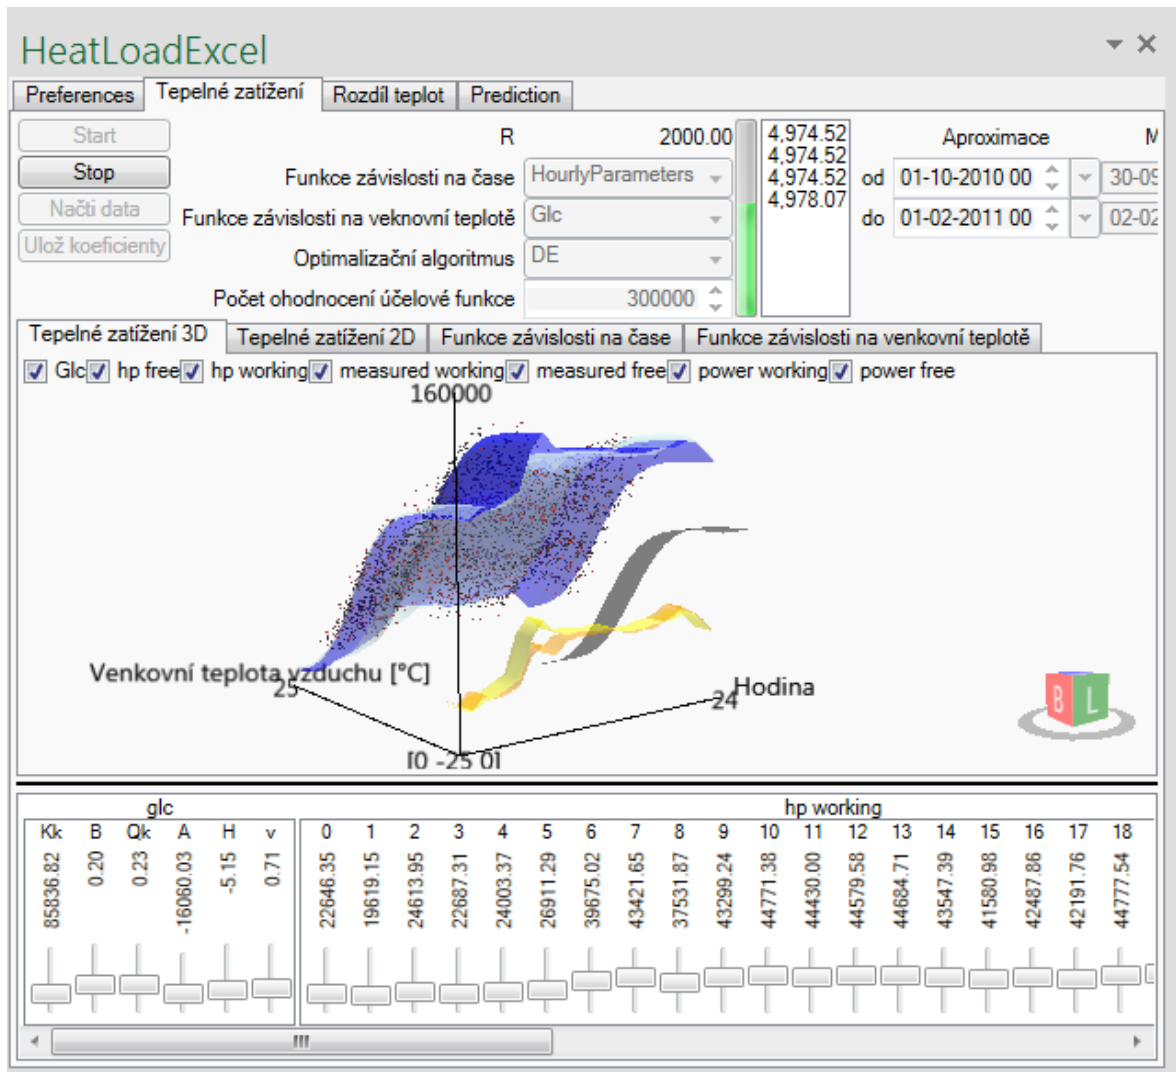 HeatLoadExcel
Preferences Tepelné zatížení Rozdíl teplot Prediction
Start R 2000.00 4,974.52 Aproximace M
4,974.52
Stop Funkce závislosti na čase HourlyParameters 4,974.52 od 01-10-2010 00 30-09
4,978.07
Načti data Funkce závislosti na veknovní teplotě Glc do 01-02-2011 00 02-02
Ulož koeficienty Optimalizační algoritmus DE
Počet ohodnocení účelové funkce 300000
Tepelné zatížení 3D Tepelné zatížení 2D Funkce závislosti na čase Funkce závislosti na venkovní teplotě
Glc hp free hp working measured working measured free power working power free
160000
Venkovní teplota vzduchu [°C]
25
Hodina
24
[0 -25 0]
B L
glc hp working
Kk B Qk A H v 0 1 2 3 4 5 6 7 8 9 10 11 12 13 14 15 16 17 18
85836.82 0.20 0.23 -16060.03 -5.15 0.71 22646.35 19619.15 24613.95 22687.31 24003.37 26911.29 39675.02 43421.65 37531.87 43299.24 44771.38 44430.00 44579.58 44684.71 43547.39 41580.98 42487.86 42191.76 44777.54